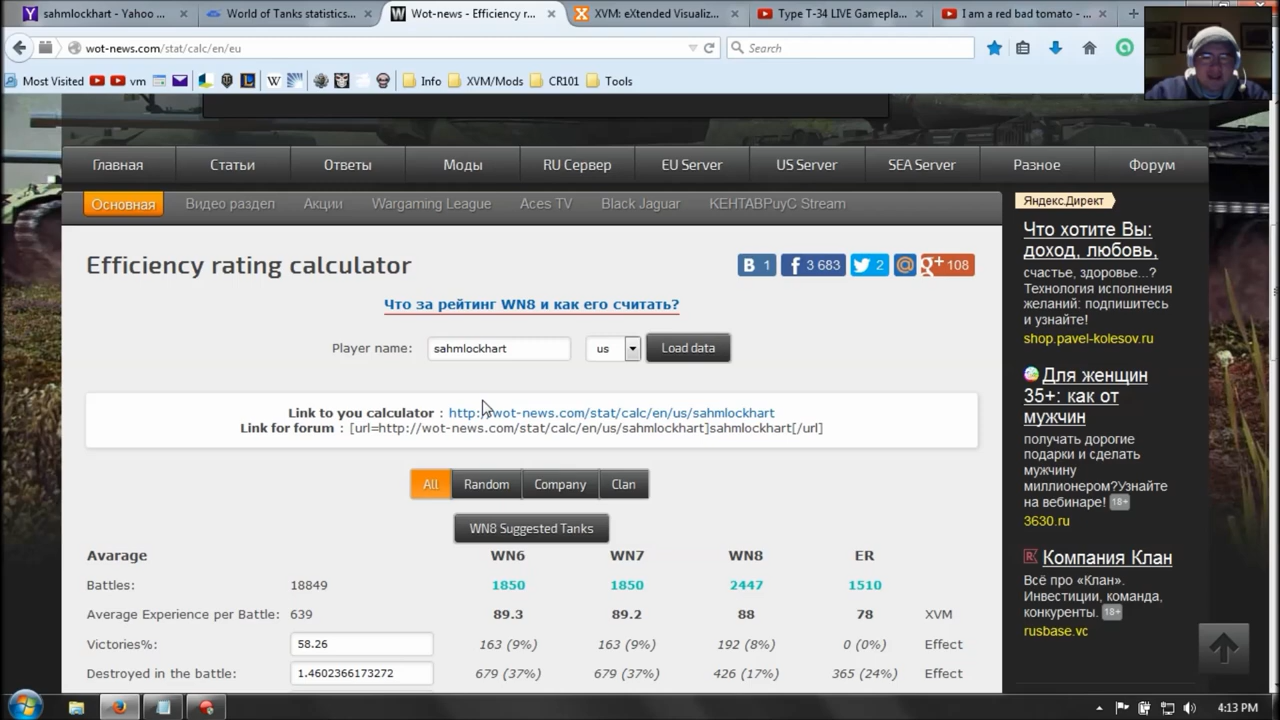 sahmlockhart - Yahoo ...
World of Tanks statistics...
Wot-news - Efficiency r...
XVM: eXtended Visualiz...
Type T-34 LIVE Gamepla...
I am a red bad tomato - ...
wot-news.com/stat/calc/en/eu
Search
Most Visited
vm
W
Info
XVM/Mods
CR101
Tools
Главная
Статьи
Ответы
Моды
RU Сервер
EU Server
US Server
SEA Server
Разное
Форум
Основная
Видео раздел
Акции
Wargaming League
Aces TV
Black Jaguar
КЕНТАВРуyС Stream
Efficiency rating calculator
B 1
f 3 683
2
@
g+ 108
Что за рейтинг WN8 и как его считать?
Player name:
sahmlockhart
us
Load data
Link to you calculator : http://wot-news.com/stat/calc/en/us/sahmlockhart
Link for forum : [url=http://wot-news.com/stat/calc/en/us/sahmlockhart]sahmlockhart[/url]
All
Random
Company
Clan
WN8 Suggested Tanks
Avarage WN6 WN7 WN8 ER
Battles: 18849 1850 1850 2447 1510
Average Experience per Battle: 639 89.3 89.2 88 78 XVM
Victories%: 58.26 163 (9%) 163 (9%) 192 (8%) 0 (0%) Effect
Destroyed in the battle: 1.4602366173272 679 (37%) 679 (37%) 426 (17%) 365 (24%) Effect
Яндекс.Директ
Что хотите Вы:
доход, любовь,
счастье, здоровье...?
Технология исполнения
желаний: подпишитесь
и узнайте!
shop.pavel-kolesov.ru
Для женщин
35+: как от
мужчин
получать дорогие
подарки и сделать
мужчину
миллионером?Узнайте
на вебинаре! 18+
3630.ru
Компания Клан
Всё про «Клан».
Инвестиции, команда,
конкуренты. 18+
rusbase.vc
4:13 PM